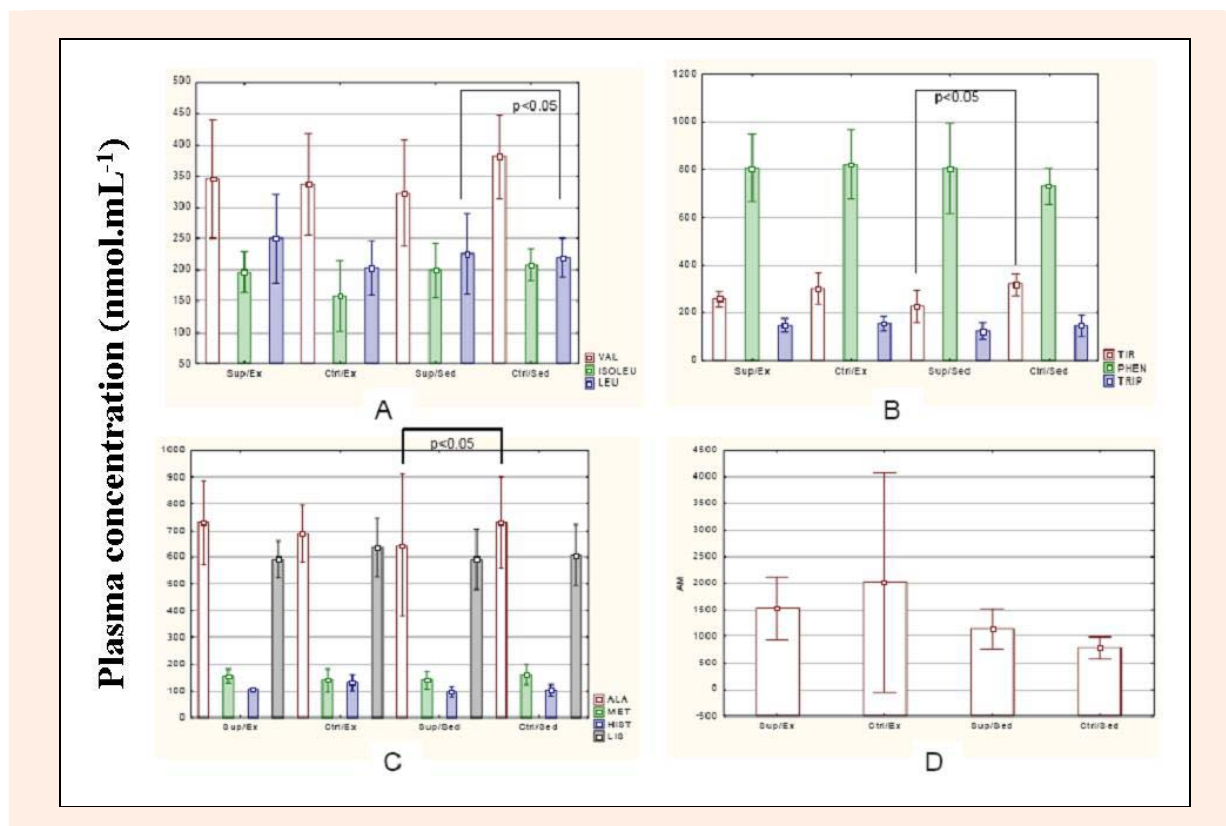 Plasma concentration (nmol.mL-1)
500
450
400
350
300
250
200
150
100
50
p<0.05
Sup/Ex Ctrl/Ex Sup/Sed Ctrl/Sed
VAL
ISOLEU
LEU
A
1200
1000
800
600
400
200
0
p<0.05
Sup/Ex Ctrl/Ex Sup/Sed Ctrl/Sed
TIR
PHEN
TRIP
B
1000
900
800
700
600
500
400
300
200
100
0
p<0.05
Sup/Ex Ctrl/Ex Sup/Sed Ctrl/Sed
ALA
MET
HIST
LIS
C
4500
4000
3500
3000
2500
2000
1500
1000
500
0
-500
AM
Sup/Ex Ctrl/Ex Sup/Sed Ctrl/Sed
D